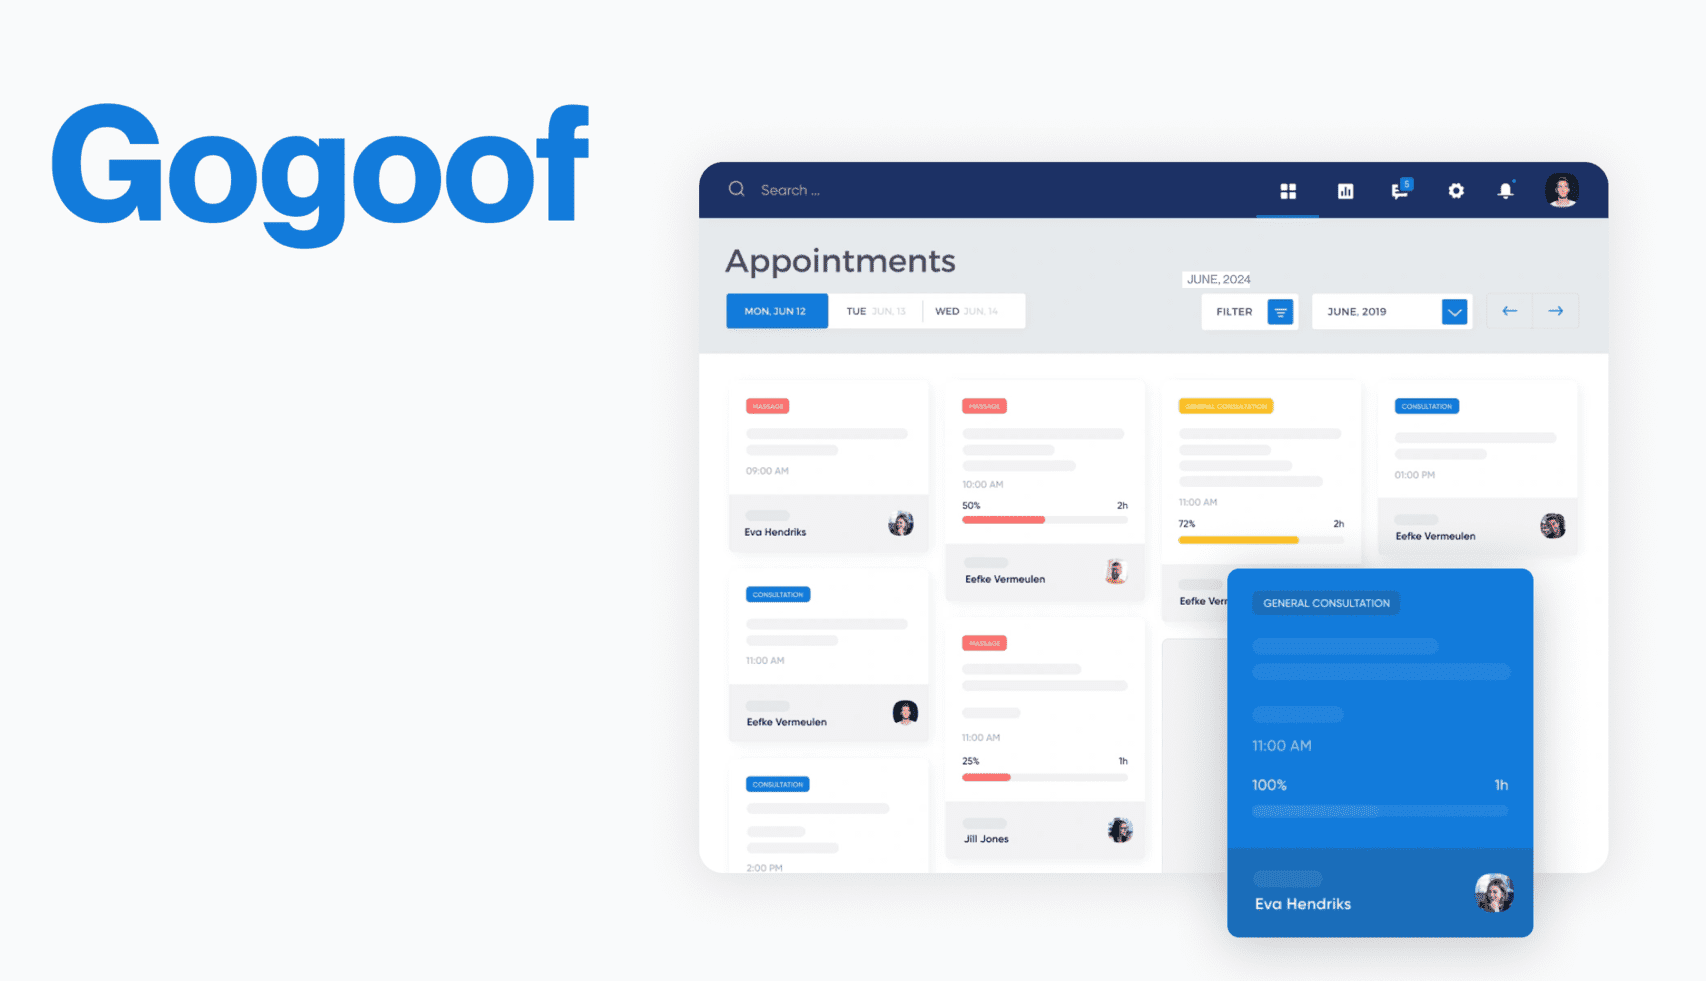 Gogoof
Search ...
5
Appointments
JUNE, 2024
MON, JUN 12
TUE JUN, 13
WED JUN, 14
FILTER
JUNE, 2019
MASSAGE
09:00 AM
Eva Hendriks
CONSULTATION
11:00 AM
Eefke Vermeulen
CONSULTATION
2:00 PM
MASSAGE
10:00 AM
50% 2h
Eefke Vermeulen
MASSAGE
11:00 AM
25% 1h
Jill Jones
GENERAL CONSULTATION
11:00 AM
72% 2h
Eefke Ver
CONSULTATION
01:00 PM
Eefke Vermeulen
GENERAL CONSULTATION
11:00 AM
100% 1h
Eva Hendriks